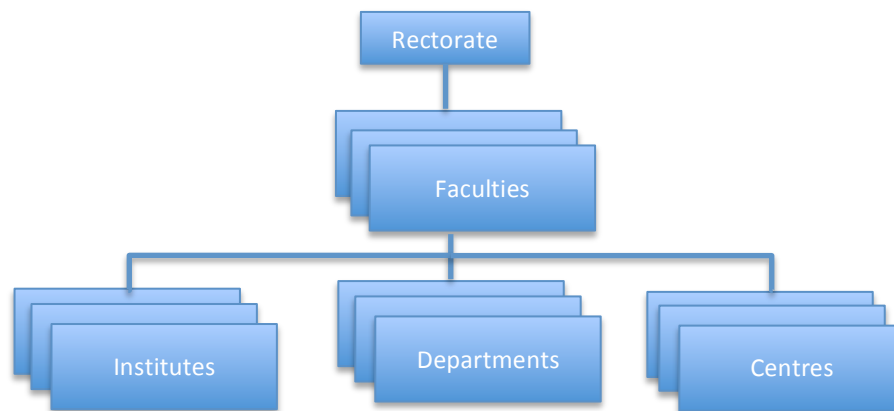 Rectorate
Faculties
Institutes
Departments
Centres